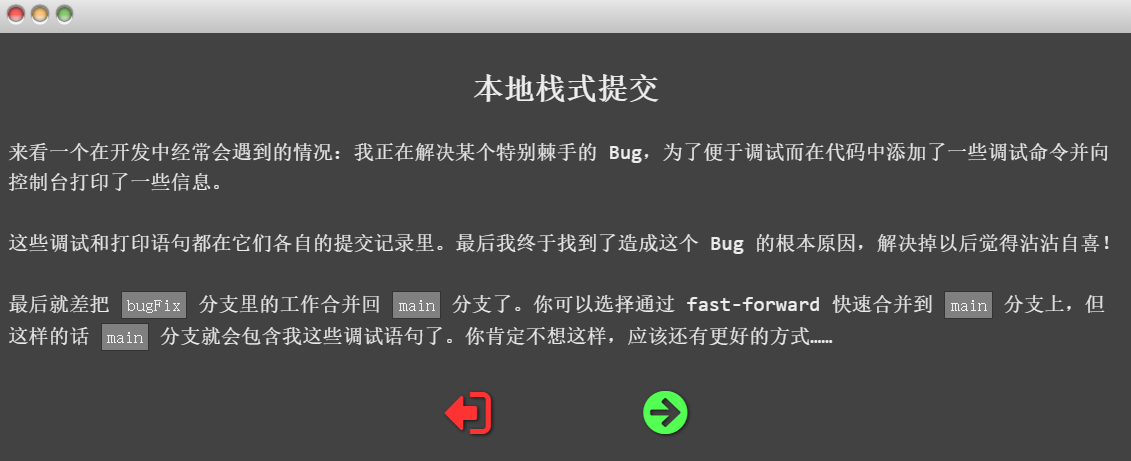 本地栈式提交
来看一个在开发中经常会遇到的情况：我正在解决某个特别棘手的 Bug，为了便于调试而在代码中添加了一些调试命令并向
控制台打印了一些信息。
这些调试和打印语句都在它们各自的提交记录里。最后我终于找到了造成这个 Bug 的根本原因，解决掉以后觉得沾沾自喜！
最后就差把 bugFix 分支里的工作合并回 main 分支了。你可以选择通过 fast-forward 快速合并到 main 分支上，但
这样的话 main 分支就会包含我这些调试语句了。你肯定不想这样，应该还有更好的方式……